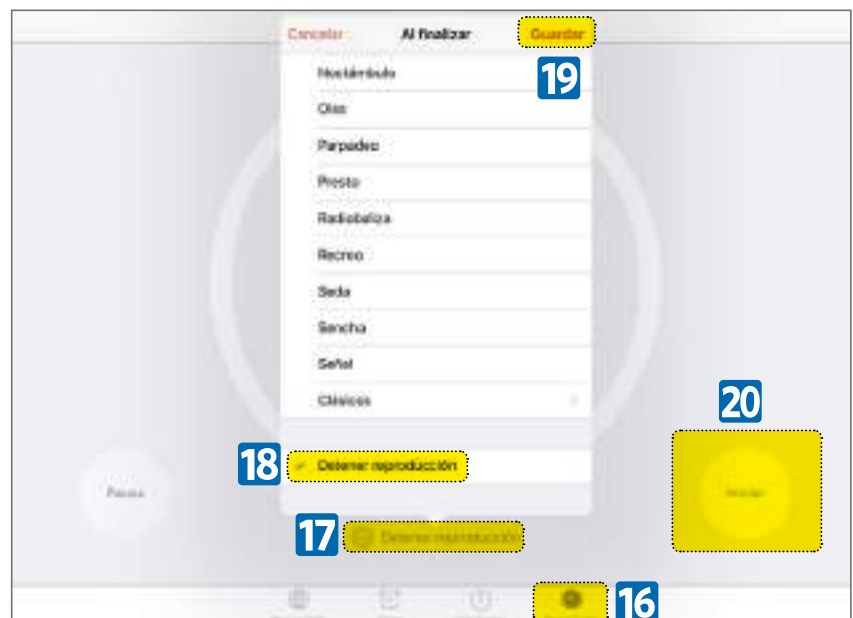 Cancelar Al finalizar Guardar
19
Noctámbulo
Olas
Parpadeo
Presto
Radiobaliza
Recreo
Seda
Sencha
Señal
Clásicos
20
18 ✓ Detener reproducción
Pausa Iniciar
17 Detener reproducción
16